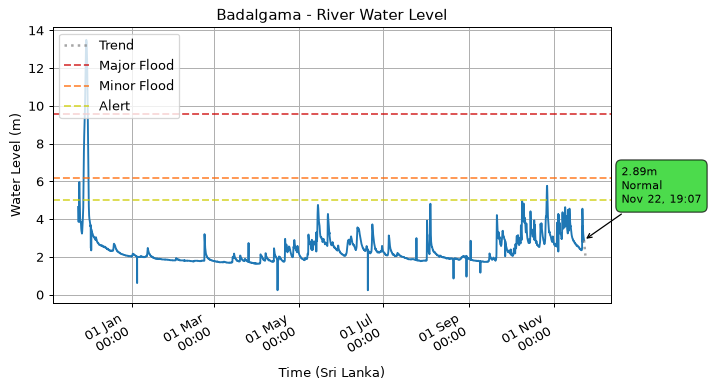 Badalgama - River Water Level
Water Level (m)
14
12
10
8
6
4
2
0
Trend
Major Flood
Minor Flood
Alert
2.89m
Normal
Nov 22, 19:07
01 Jan
00:00
01 Mar
00:00
01 May
00:00
01 Jul
00:00
01 Sep
00:00
01 Nov
00:00
Time (Sri Lanka)